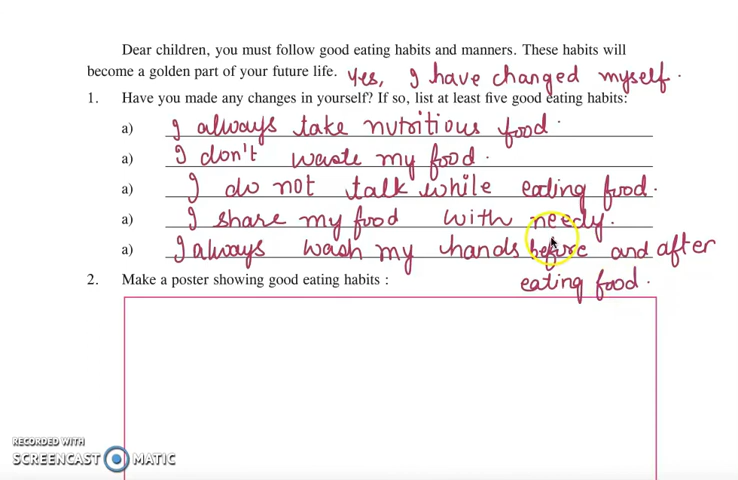 Dear children, you must follow good eating habits and manners. These habits will
become a golden part of your future life. Yes, I have changed myself.
1. Have you made any changes in yourself? If so, list at least five good eating habits:
a) I always take nutritious food.
a) I don't waste my food.
a) I do not talk while eating food.
a) I share my food with needy.
a) I always wash my hands before and after
eating food.
2. Make a poster showing good eating habits :
RECORDED WITH
SCREENCAST MATIC